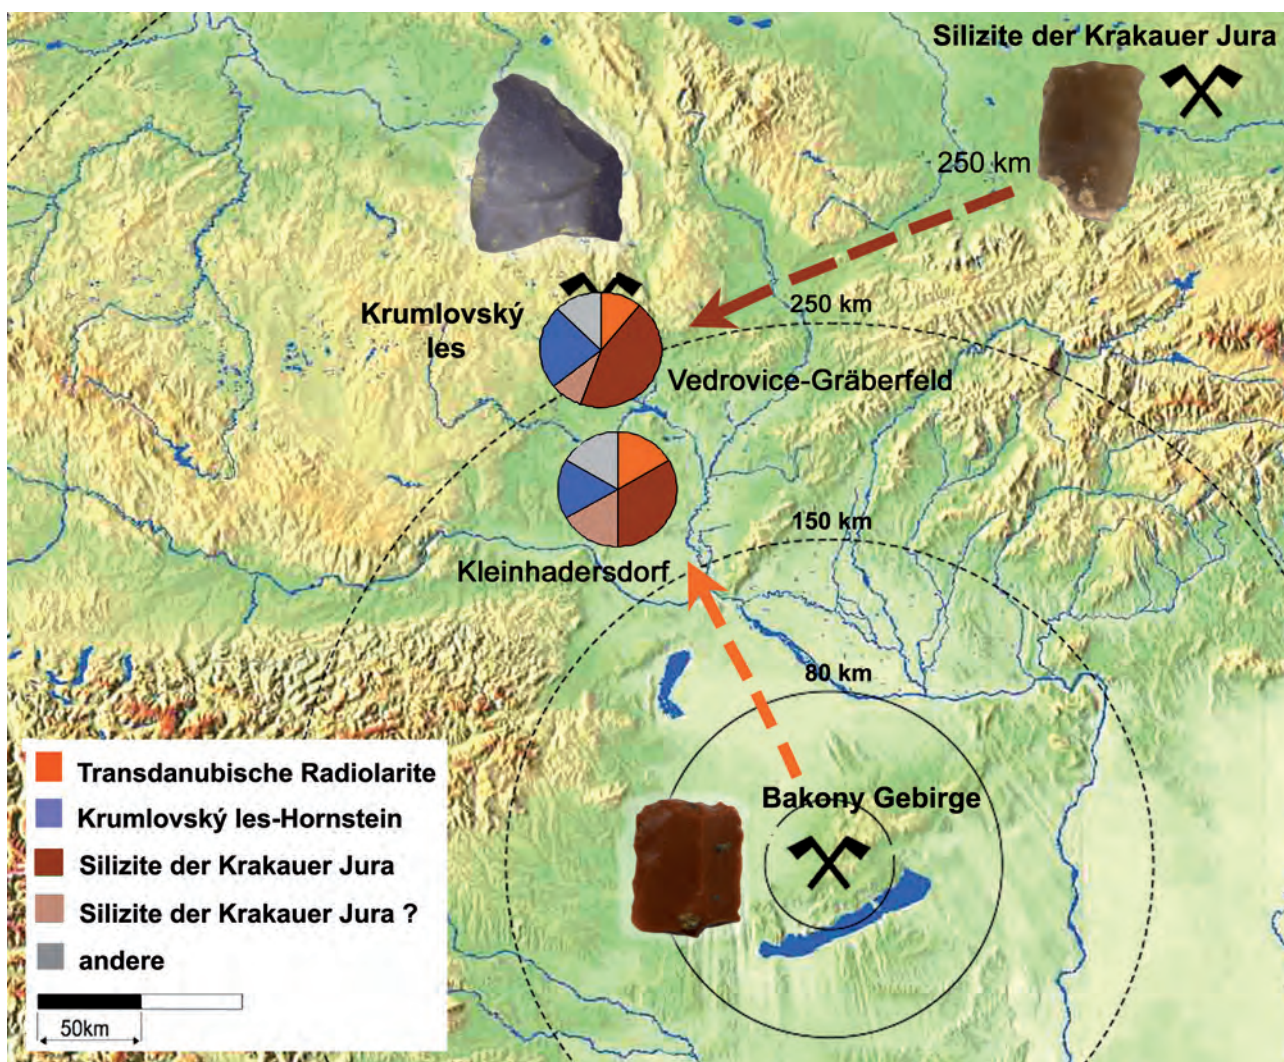 Silizite der Krakauer Jura
250 km
250 km
Krumlovský
les
Vedrovice-Gräberfeld
150 km
Kleinhadersdorf
80 km
Bakony Gebirge
Transdanubische Radiolarite
Krumlovský les-Hornstein
Silizite der Krakauer Jura
Silizite der Krakauer Jura ?
andere
50km